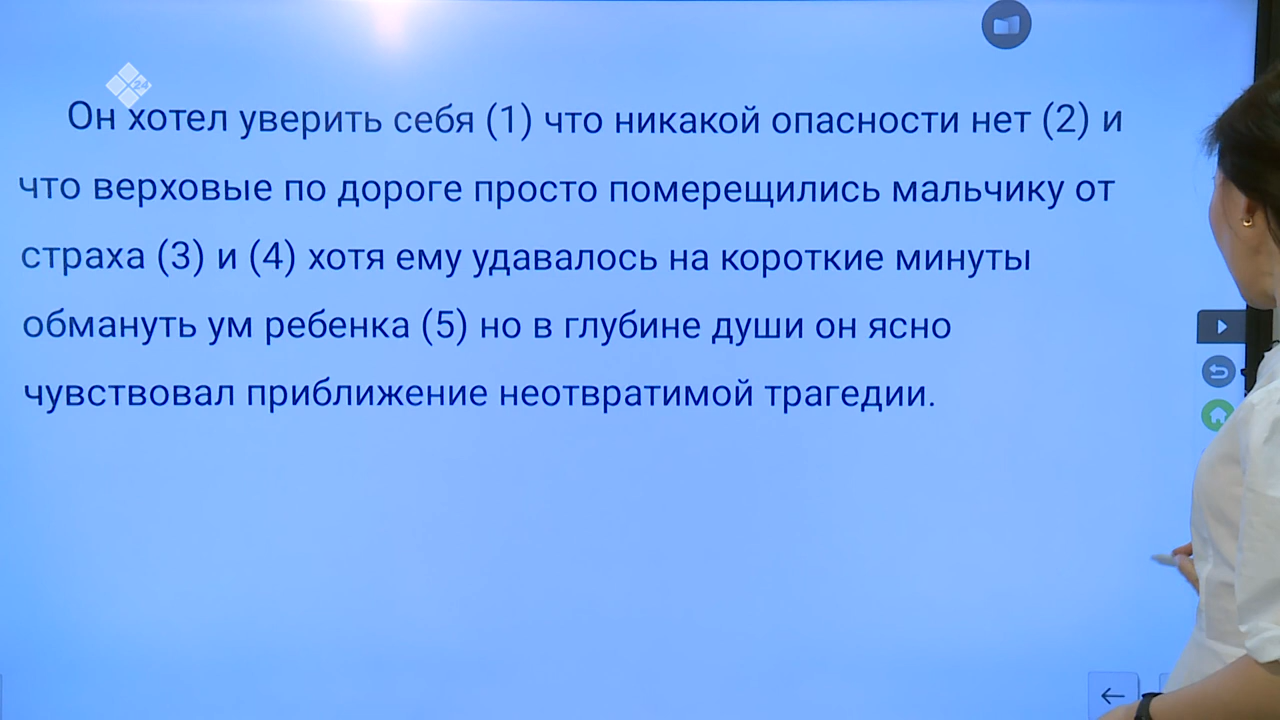 24
Он хотел уверить себя (1) что никакой опасности нет (2) и
что верховые по дороге просто померещились мальчику от
страха (3) и (4) хотя ему удавалось на короткие минуты
обмануть ум ребенка (5) но в глубине души он ясно
чувствовал приближение неотвратимой трагедии.